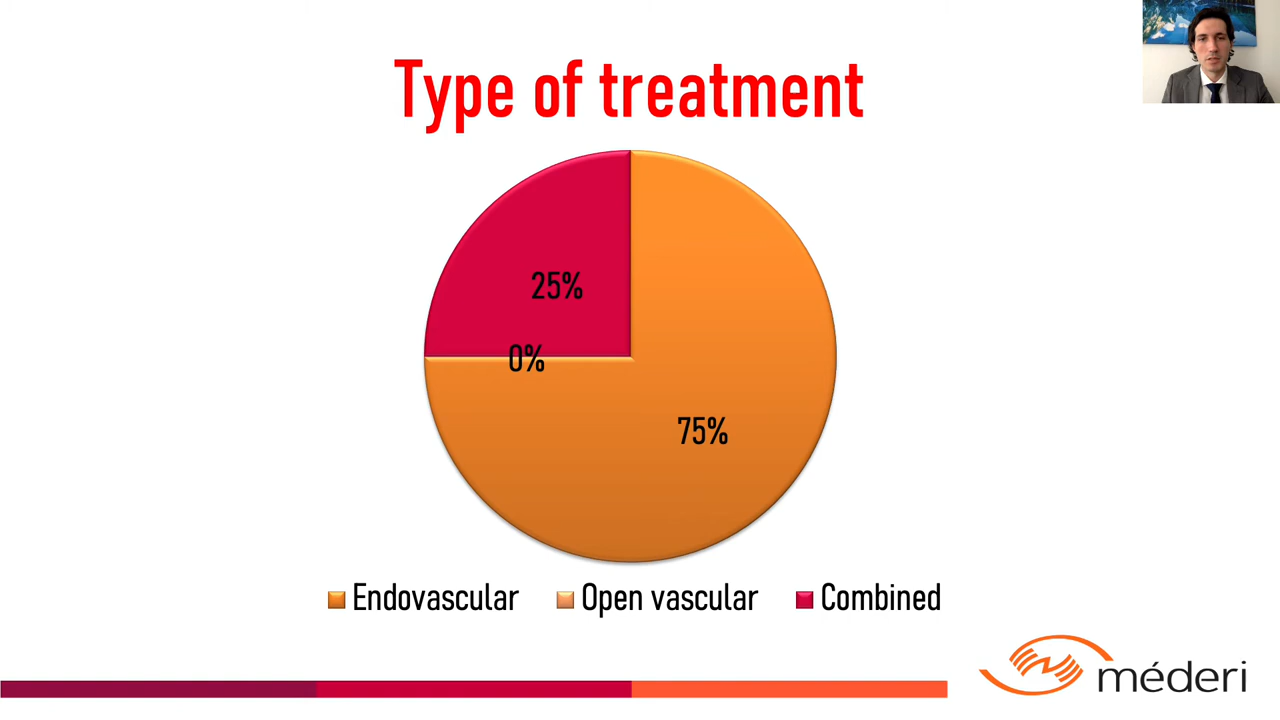 Type of treatment
25%
0%
75%
Endovascular Open vascular Combined
méderi